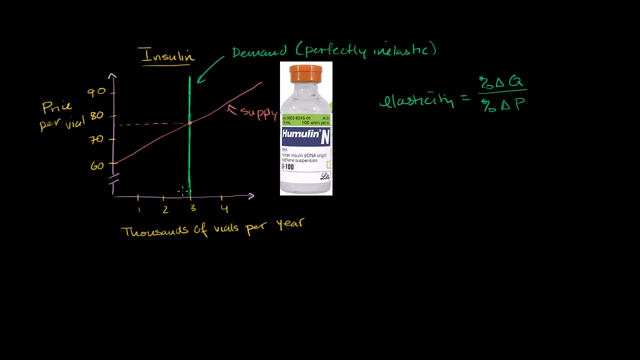 Insulin
Demand (perfectly inelastic)
Price
per vial
90
80
70
60
supply
1
2
3
4
Thousands of vials per year
Humulin N
U-100
elasticity = %ΔQ
%ΔP